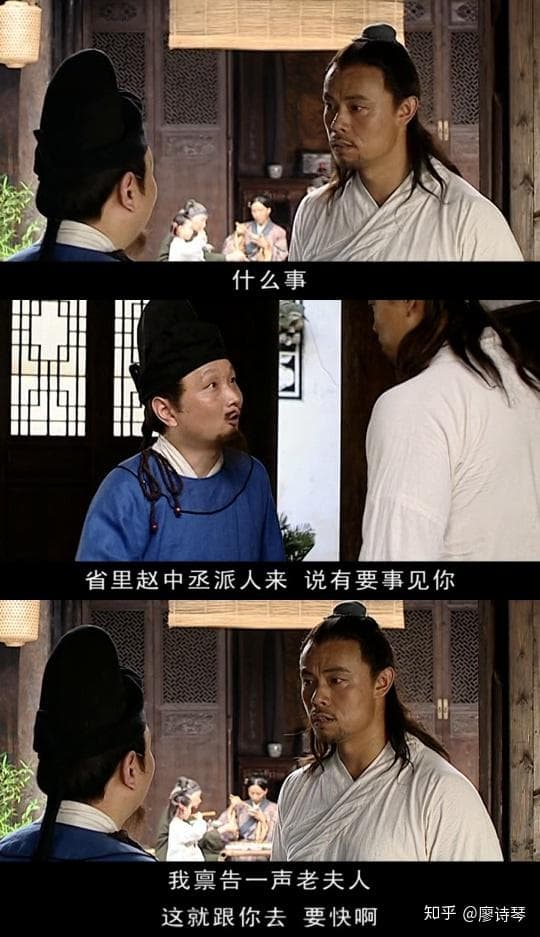 什么事
省里赵中丞派人来 说有要事见你
我禀告一声老夫人
这就跟你去 要快啊
知乎 @廖诗琴